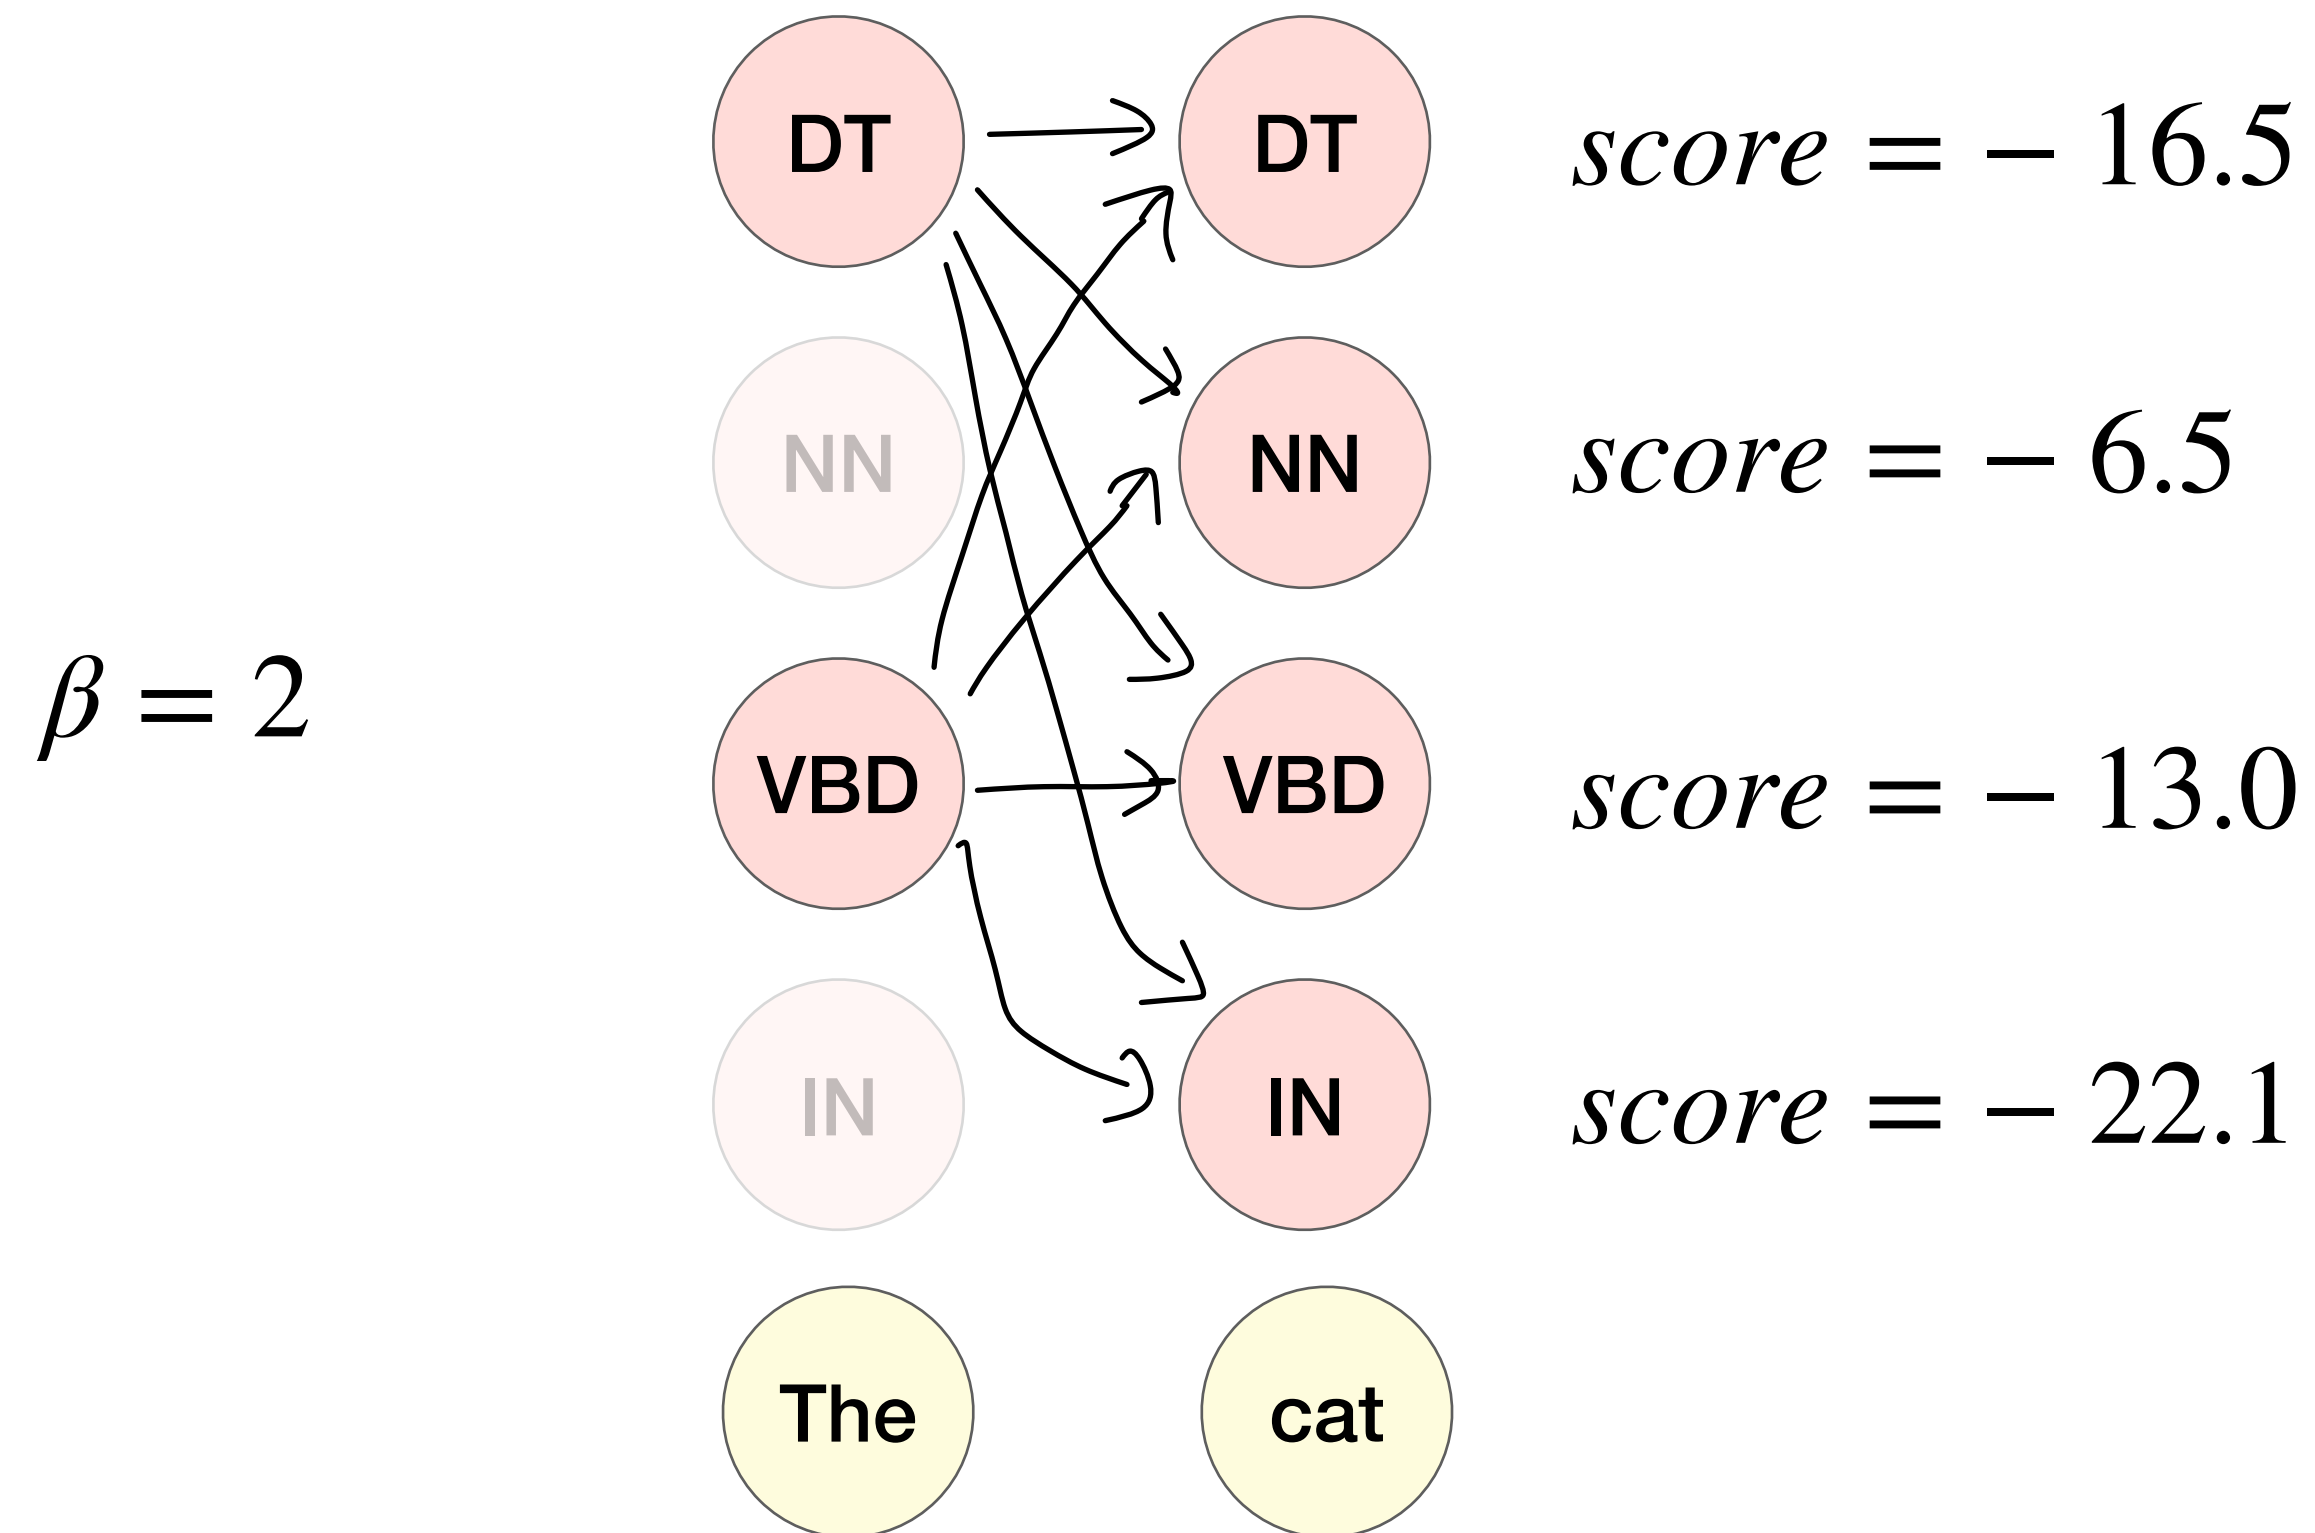 DT DT score = − 16.5
NN NN score = − 6.5
β = 2
VBD VBD score = − 13.0
IN IN score = − 22.1
The cat